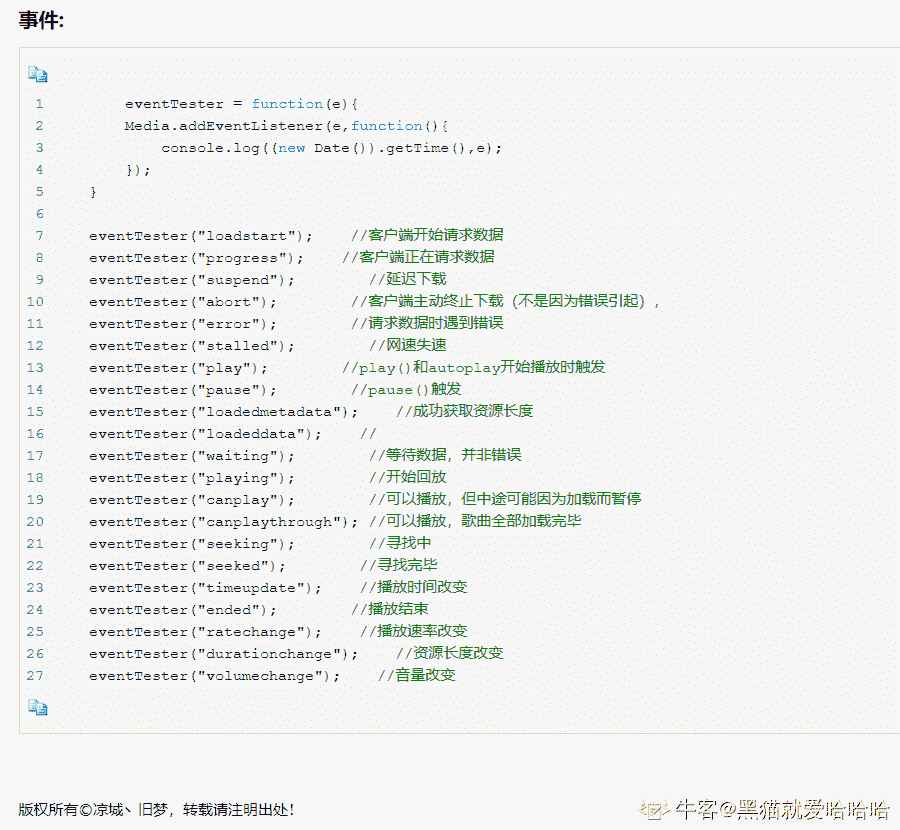 事件:
1 eventTester = function(e){
2 Media.addEventListener(e,function(){
3 console.log((new Date()).getTime(),e);
4 });
5 }
6
7 eventTester("loadstart"); //客户端开始请求数据
8 eventTester("progress"); //客户端正在请求数据
9 eventTester("suspend"); //延迟下载
10 eventTester("abort"); //客户端主动终止下载（不是因为错误引起）,
11 eventTester("error"); //请求数据时遇到错误
12 eventTester("stalled"); //网速失速
13 eventTester("play"); //play()和autoplay开始播放时触发
14 eventTester("pause"); //pause()触发
15 eventTester("loadedmetadata"); //成功获取资源长度
16 eventTester("loadeddata"); //
17 eventTester("waiting"); //等待数据，并非错误
18 eventTester("playing"); //开始回放
19 eventTester("canplay"); //可以播放，但中途可能因为加载而暂停
20 eventTester("canplaythrough"); //可以播放，歌曲全部加载完毕
21 eventTester("seeking"); //寻找中
22 eventTester("seeked"); //寻找完毕
23 eventTester("timeupdate"); //播放时间改变
24 eventTester("ended"); //播放结束
25 eventTester("ratechange"); //播放速率改变
26 eventTester("durationchange"); //资源长度改变
27 eventTester("volumechange"); //音量改变
版权所有©凉城丶旧梦，转载请注明出处！
牛客@黑猫就爱哈哈哈